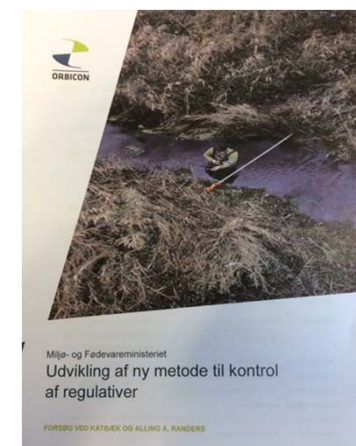 ORBICON
Miljø- og Fødevareministeriet
Udvikling af ny metode til kontrol
af regulativer
FORSØG VED KATBÆK OG ALLING Å, RANDERS